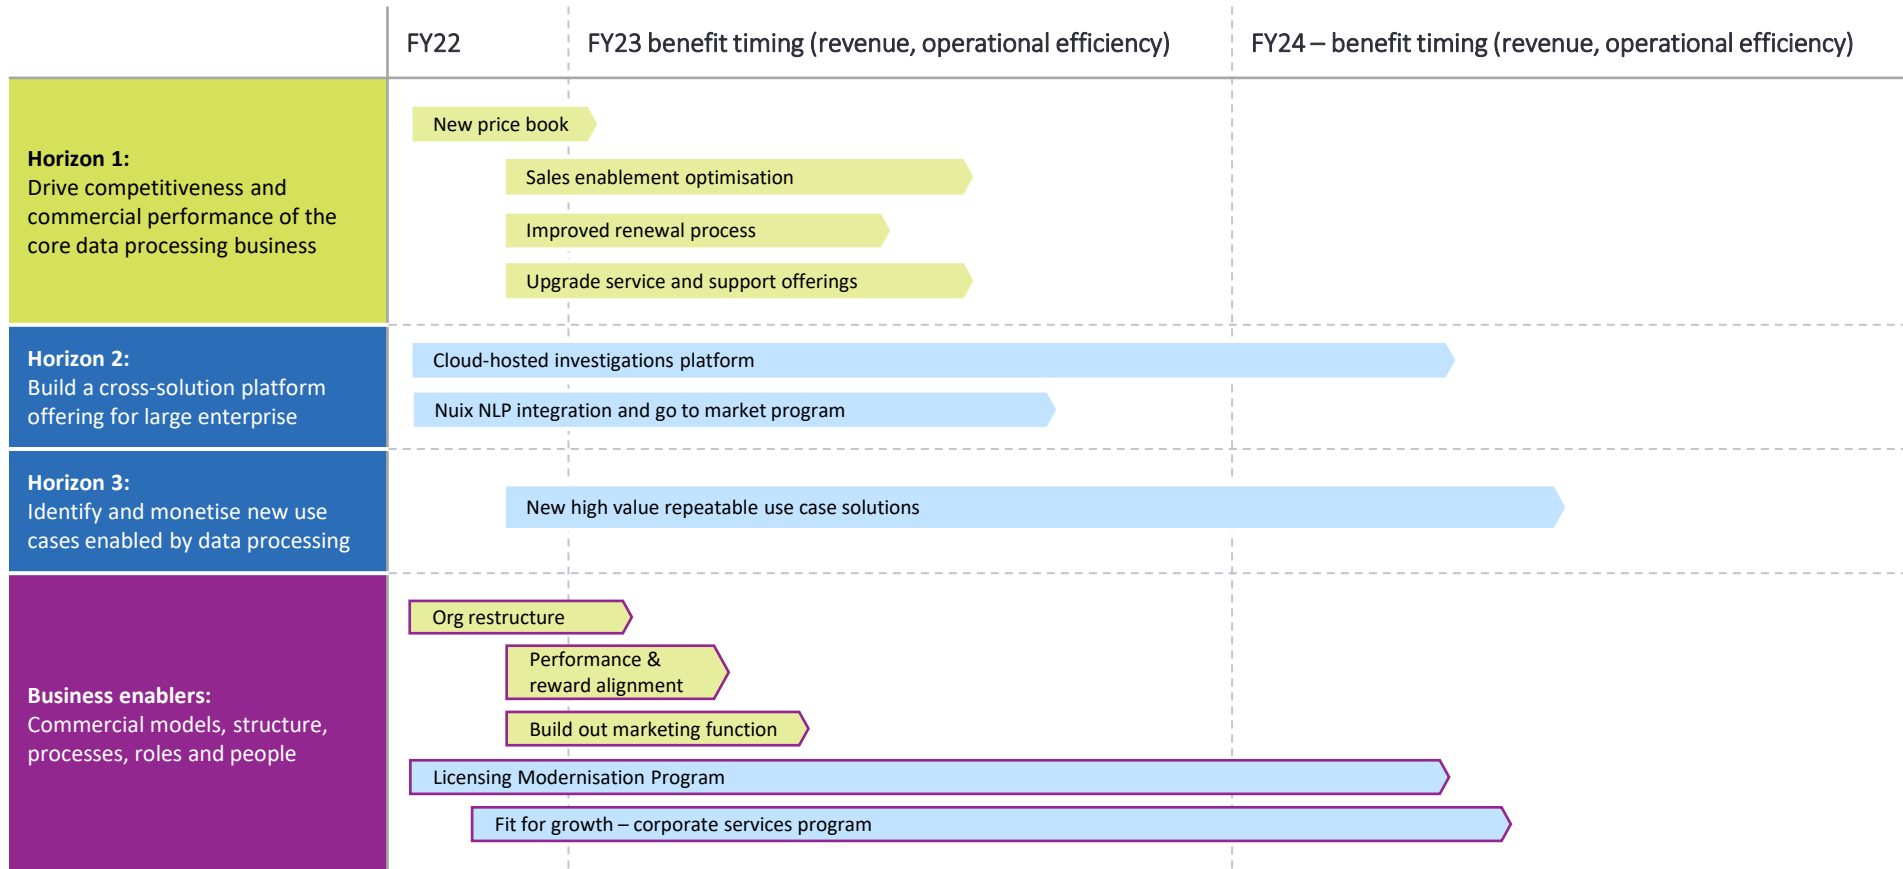 FY22
FY23 benefit timing (revenue, operational efficiency)
FY24 – benefit timing (revenue, operational efficiency)
Horizon 1:
Drive competitiveness and
commercial performance of the
core data processing business
New price book
Sales enablement optimisation
Improved renewal process
Upgrade service and support offerings
Horizon 2:
Build a cross-solution platform
offering for large enterprise
Cloud-hosted investigations platform
Nuix NLP integration and go to market program
Horizon 3:
Identify and monetise new use
cases enabled by data processing
New high value repeatable use case solutions
Business enablers:
Commercial models, structure,
processes, roles and people
Org restructure
Performance &
reward alignment
Build out marketing function
Licensing Modernisation Program
Fit for growth – corporate services program